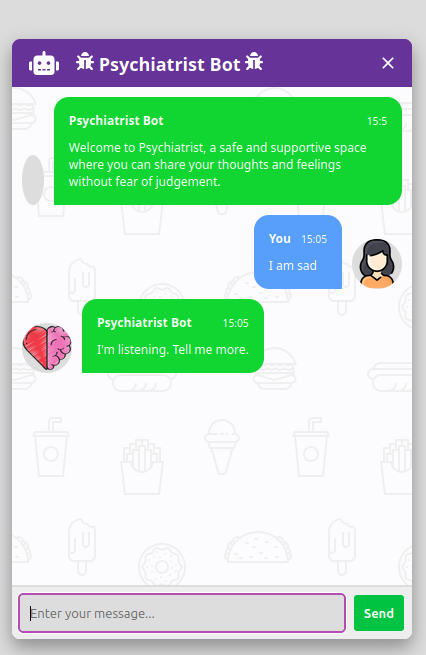 Psychiatrist Bot
Psychiatrist Bot 15:5
Welcome to Psychiatrist, a safe and supportive space
where you can share your thoughts and feelings
without fear of judgement.
You 15:05
I am sad
Psychiatrist Bot 15:05
I'm listening. Tell me more.
Enter your message...
Send